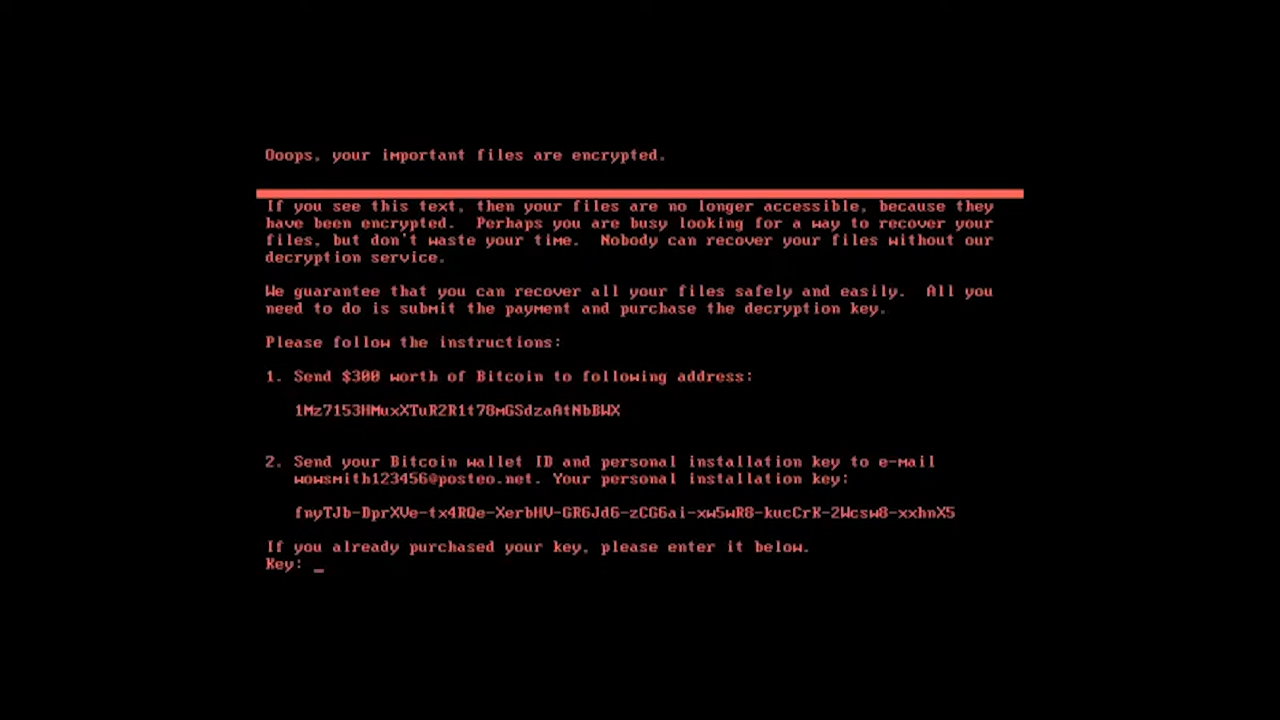 Ooops, your important files are encrypted.
If you see this text, then your files are no longer accessible, because they
have been encrypted.  Perhaps you are busy looking for a way to recover your
files, but don't waste your time.  Nobody can recover your files without our
decryption service.
We guarantee that you can recover all your files safely and easily.  All you
need to do is submit the payment and purchase the decryption key.
Please follow the instructions:
1. Send $300 worth of Bitcoin to following address:
1Mz7153HMuxXTuR2R1t78mGSdzaAtNbBWX
2. Send your Bitcoin wallet ID and personal installation key to e-mail
wowsmith123456@posteo.net. Your personal installation key:
fnyTJb-DprXVe-tx4RQe-XerbHV-GR6Jd6-zCG6ai-xw5wR8-kucCrK-2Wcsw8-xxhnX5
If you already purchased your key, please enter it below.
Key: _